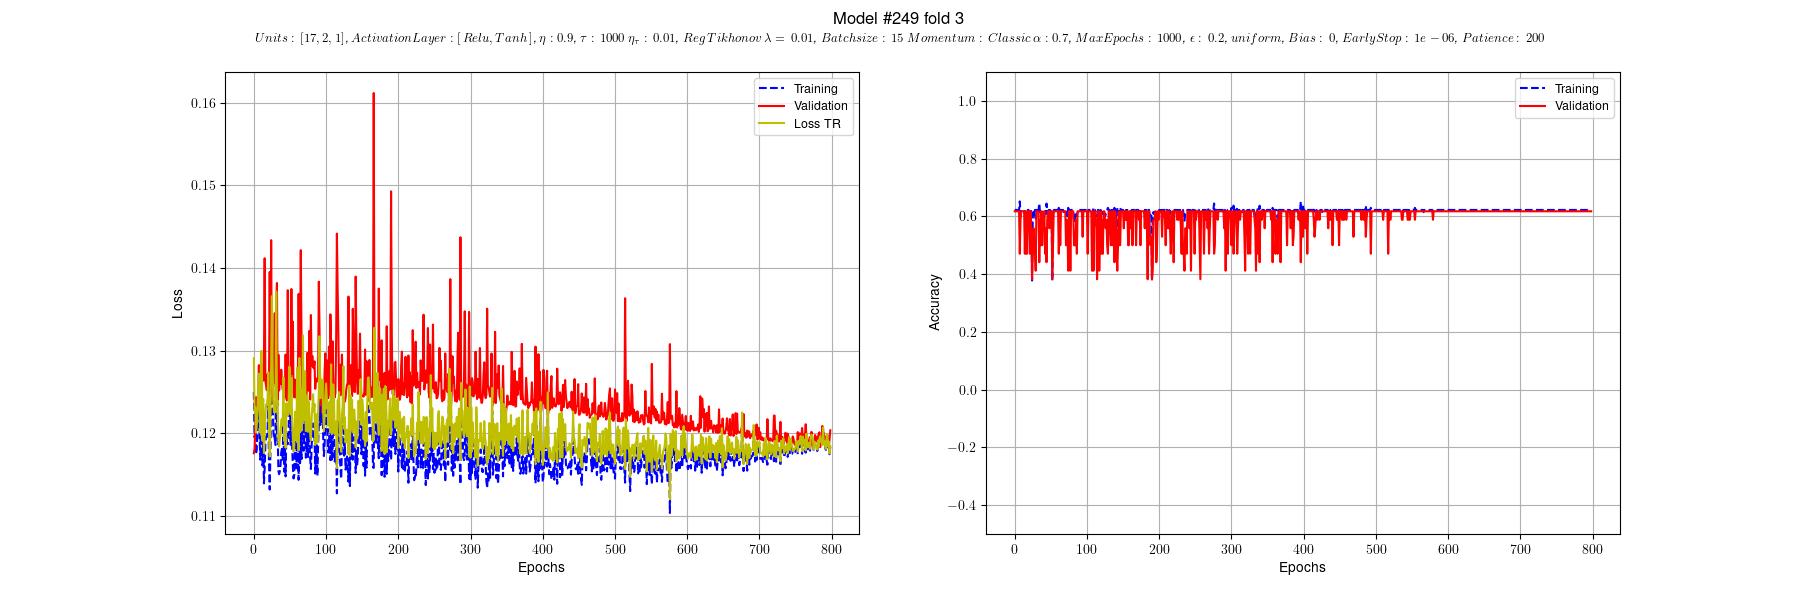 Model #249 fold 3
Units : [17, 2, 1], ActivationLayer : [Relu, Tanh], η : 0.9, τ : 1000 ητ : 0.01, RegTikhonov λ = 0.01, Batchsize : 15 Momentum : Classic α : 0.7, MaxEpochs : 1000, ϵ : 0.2, uniform, Bias : 0, EarlyStop : 1e − 06, Patience : 200
Loss
0.16
0.15
0.14
0.13
0.12
0.11
Training
Validation
Loss TR
0 100 200 300 400 500 600 700 800
Epochs
Accuracy
1.0
0.8
0.6
0.4
0.2
0.0
−0.2
−0.4
Training
Validation
0 100 200 300 400 500 600 700 800
Epochs